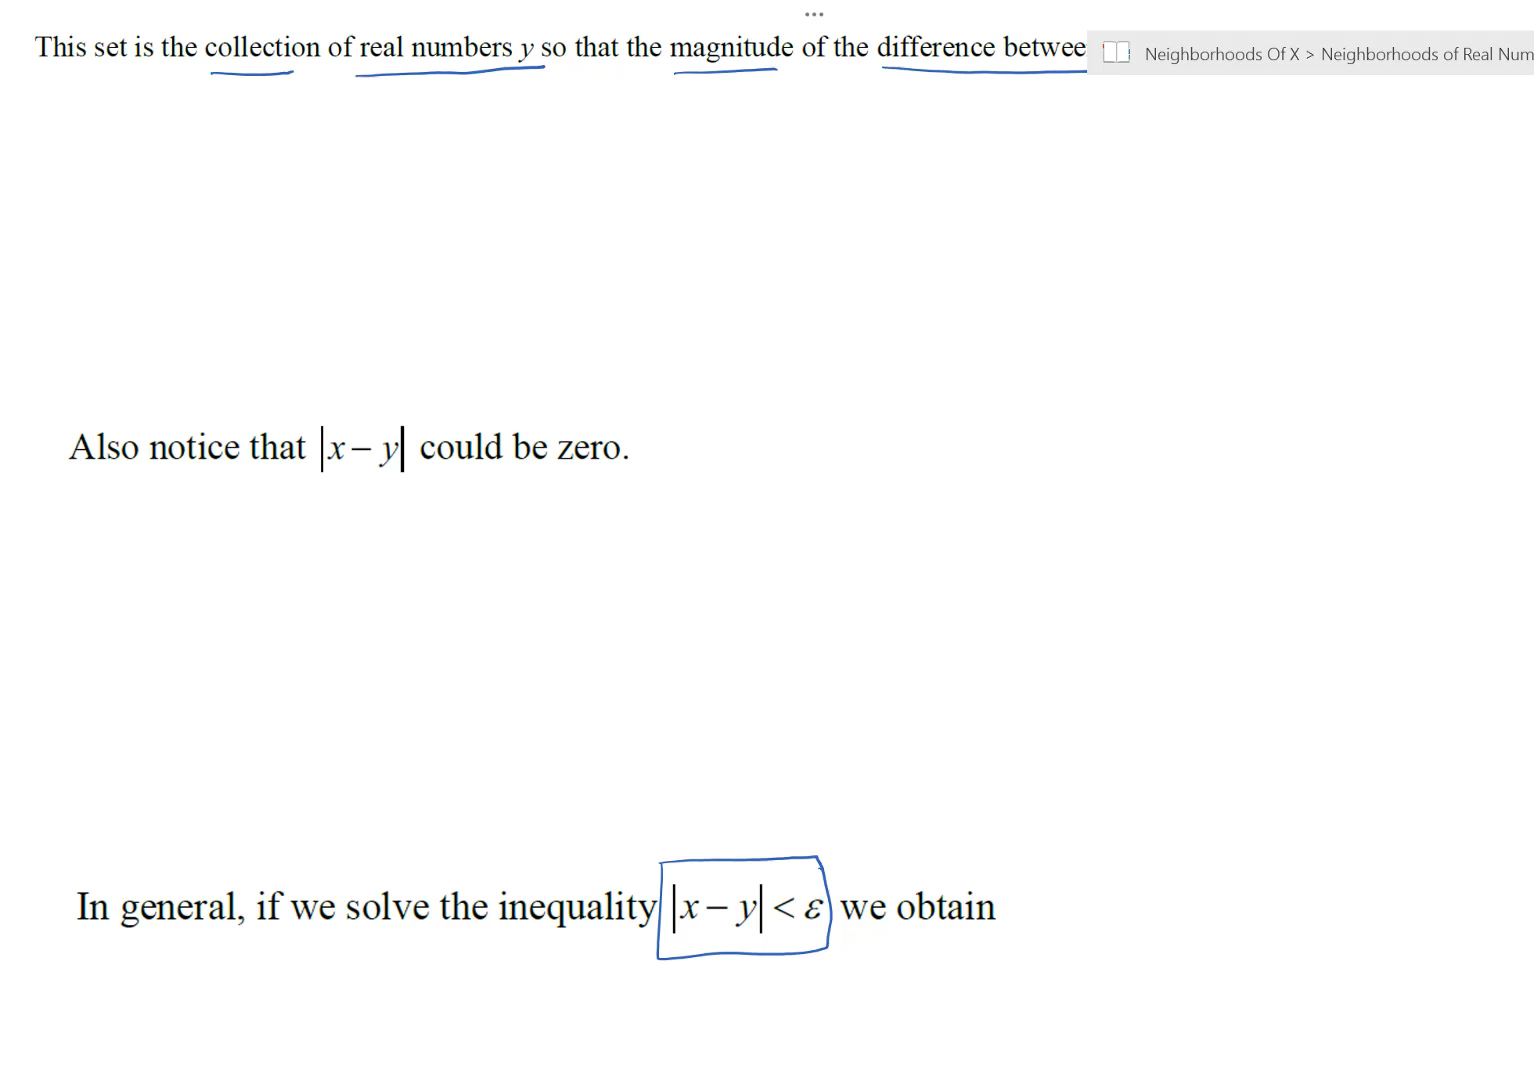 ...
This set is the collection of real numbers y so that the magnitude of the difference betwee
Neighborhoods Of X > Neighborhoods of Real Num
Also notice that |x − y| could be zero.
In general, if we solve the inequality |x − y| < ε we obtain